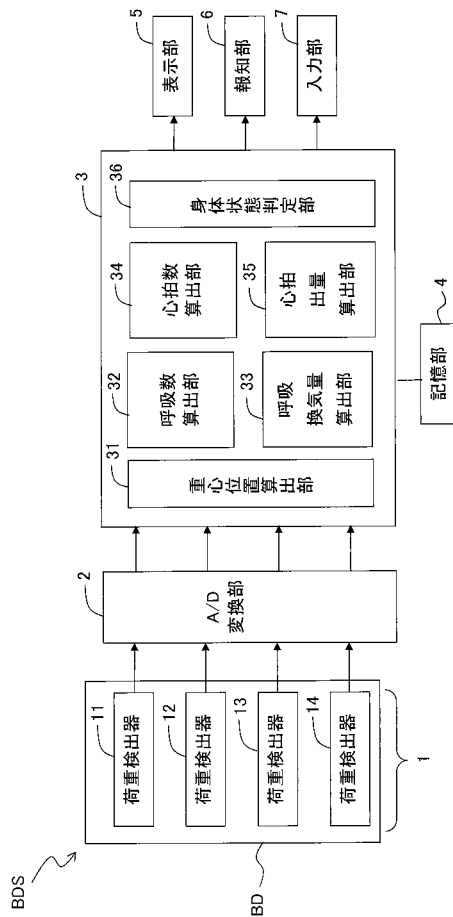 BDS
BD
荷重検出器
11
荷重検出器
12
荷重検出器
13
荷重検出器
14
1
A/D
変換部
2
3
重心位置算出部
31
呼吸数
算出部
32
呼吸
換気量
算出部
33
心拍数
算出部
34
心拍
出量
算出部
35
身体状態判定部
36
記憶部
4
表示部
5
報知部
6
入力部
7